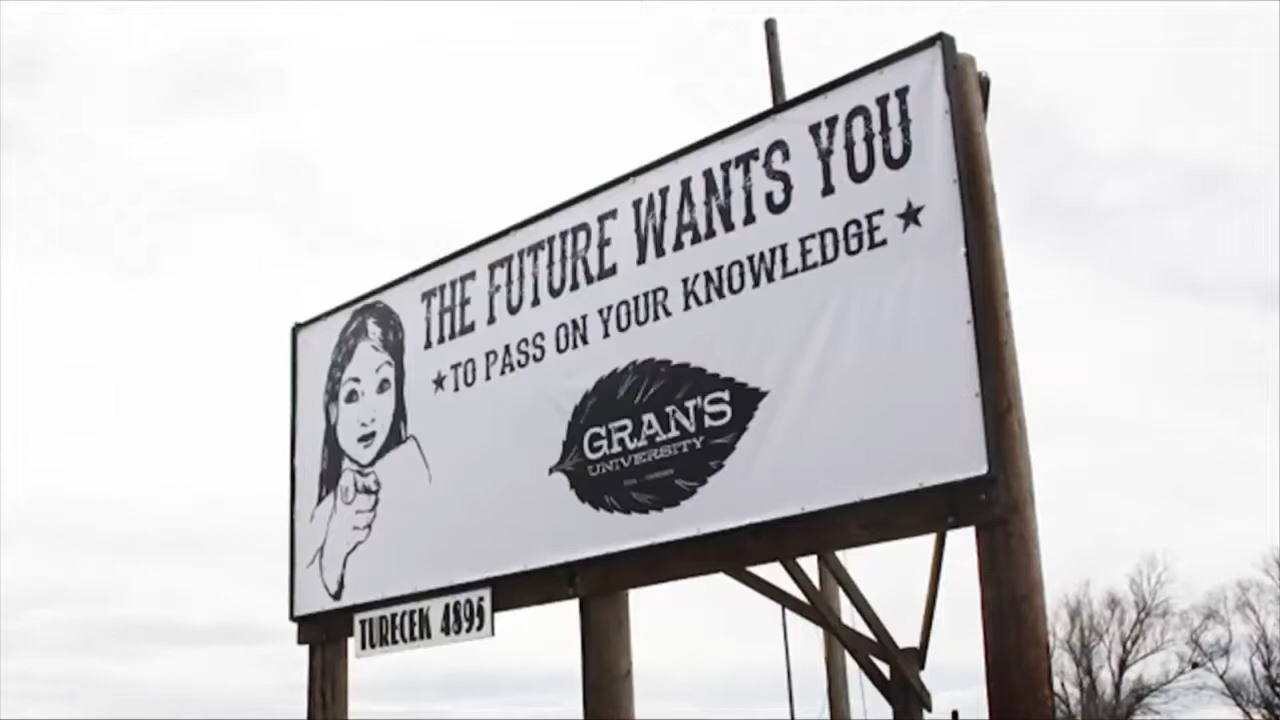 THE FUTURE WANTS YOU
★ TO PASS ON YOUR KNOWLEDGE ★
GRAN'S
UNIVERSITY
TURECEK 4895